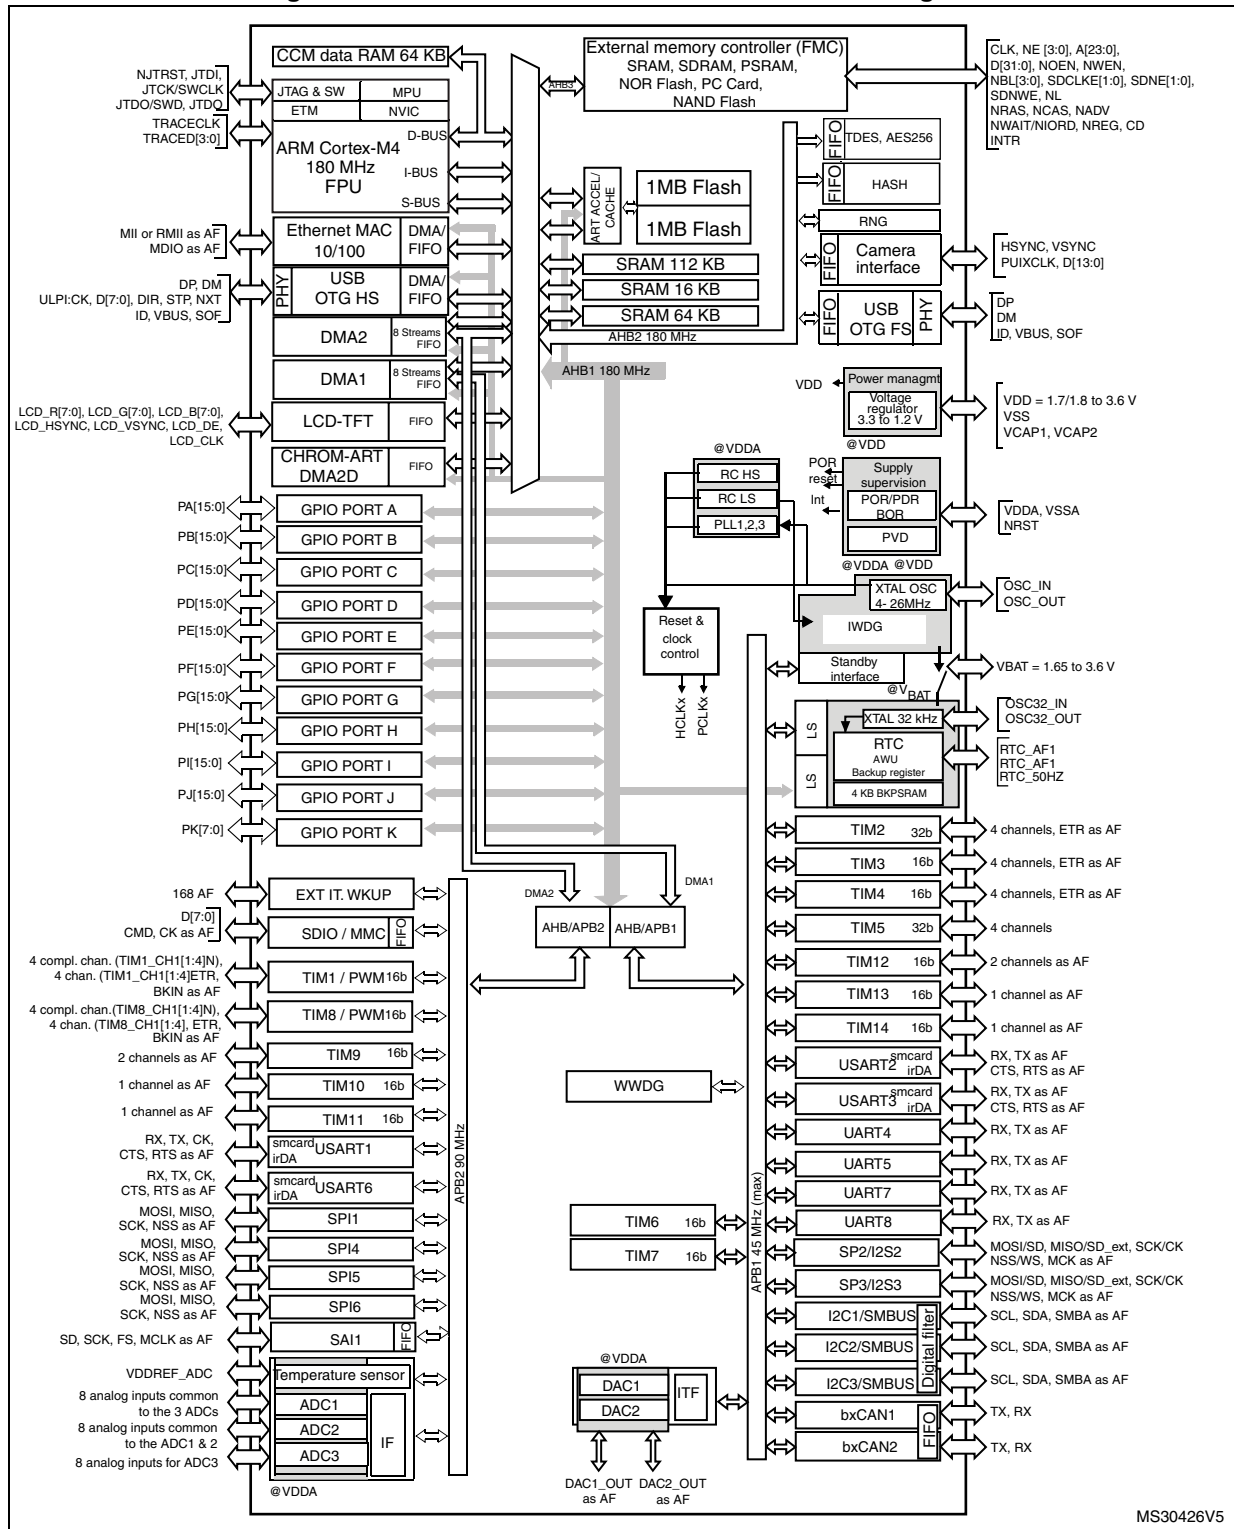 CCM data RAM 64 KB
External memory controller (FMC)
SRAM, SDRAM, PSRAM,
NOR Flash, PC Card,
NAND Flash
AHB3
CLK, NE [3:0], A[23:0],
D[31:0], NOEN, NWEN,
NBL[3:0], SDCLKE[1:0], SDNE[1:0],
SDNWE, NL
NRAS, NCAS, NADV
NWAIT/NIORD, NREG, CD
INTR
NJTRST, JTDI,
JTCK/SWCLK
JTDO/SWD, JTDO
TRACECLK
TRACED[3:0]
JTAG & SW
MPU
ETM
NVIC
ARM Cortex-M4
180 MHz
FPU
D-BUS
I-BUS
S-BUS
ART ACCEL/
CACHE
1MB Flash
1MB Flash
FIFO
TDES, AES256
FIFO
HASH
RNG
MII or RMII as AF
MDIO as AF
Ethernet MAC
10/100
DMA/
FIFO
SRAM 112 KB
SRAM 16 KB
SRAM 64 KB
AHB2 180 MHz
FIFO
Camera
interface
HSYNC, VSYNC
PUIXCLK, D[13:0]
DP, DM
ULPI:CK, D[7:0], DIR, STP, NXT
ID, VBUS, SOF
PHY
USB
OTG HS
DMA/
FIFO
FIFO
USB
OTG FS
PHY
DP
DM
ID, VBUS, SOF
DMA2
8 Streams
FIFO
DMA1
8 Streams
FIFO
AHB1 180 MHz
VDD
Power managmt
Voltage
regulator
3.3 to 1.2 V
@VDD
VDD = 1.7/1.8 to 3.6 V
VSS
VCAP1, VCAP2
LCD_R[7:0], LCD_G[7:0], LCD_B[7:0],
LCD_HSYNC, LCD_VSYNC, LCD_DE,
LCD_CLK
LCD-TFT
FIFO
CHROM-ART
DMA2D
FIFO
@VDDA
RC HS
RC LS
PLL1,2,3
POR
reset
Int
Supply
supervision
POR/PDR
BOR
PVD
VDDA, VSSA
NRST
@VDDA @VDD
XTAL OSC
4- 26MHz
OSC_IN
OSC_OUT
IWDG
Reset &
clock
control
HCLKx
PCLKx
Standby
interface
VBAT = 1.65 to 3.6 V
@VBAT
LS
LS
XTAL 32 kHz
OSC32_IN
OSC32_OUT
RTC
AWU
Backup register
4 KB BKPSRAM
RTC_AF1
RTC_AF1
RTC_50HZ
PA[15:0]
GPIO PORT A
PB[15:0]
GPIO PORT B
PC[15:0]
GPIO PORT C
PD[15:0]
GPIO PORT D
PE[15:0]
GPIO PORT E
PF[15:0]
GPIO PORT F
PG[15:0]
GPIO PORT G
PH[15:0]
GPIO PORT H
PI[15:0]
GPIO PORT I
PJ[15:0]
GPIO PORT J
PK[7:0]
GPIO PORT K
DMA2
DMA1
AHB/APB2
AHB/APB1
168 AF
EXT IT. WKUP
D[7:0]
CMD, CK as AF
SDIO / MMC
FIFO
4 compl. chan. (TIM1_CH1[1:4]N),
4 chan. (TIM1_CH1[1:4]ETR,
BKIN as AF
TIM1 / PWM
16b
4 compl. chan.(TIM8_CH1[1:4]N),
4 chan. (TIM8_CH1[1:4], ETR,
BKIN as AF
TIM8 / PWM
16b
2 channels as AF
TIM9
16b
1 channel as AF
TIM10
16b
1 channel as AF
TIM11
16b
RX, TX, CK,
CTS, RTS as AF
smcard
irDA
USART1
RX, TX, CK,
CTS, RTS as AF
smcard
irDA
USART6
MOSI, MISO,
SCK, NSS as AF
SPI1
MOSI, MISO,
SCK, NSS as AF
SPI4
MOSI, MISO,
SCK, NSS as AF
SPI5
MOSI, MISO,
SCK, NSS as AF
SPI6
SD, SCK, FS, MCLK as AF
SAI1
FIFO
VDDREF_ADC
Temperature sensor
8 analog inputs common
to the 3 ADCs
ADC1
8 analog inputs common
to the ADC1 & 2
ADC2
8 analog inputs for ADC3
ADC3
IF
@VDDA
APB2 90 MHz
WWDG
TIM6
16b
TIM7
16b
@VDDA
DAC1
DAC2
ITF
DAC1_OUT
as AF
DAC2_OUT
as AF
APB1 45 MHz (max)
TIM2
32b
4 channels, ETR as AF
TIM3
16b
4 channels, ETR as AF
TIM4
16b
4 channels, ETR as AF
TIM5
32b
4 channels
TIM12
16b
2 channels as AF
TIM13
16b
1 channel as AF
TIM14
16b
1 channel as AF
USART2
smcard
irDA
RX, TX as AF
CTS, RTS as AF
USART3
smcard
irDA
RX, TX as AF
CTS, RTS as AF
UART4
RX, TX as AF
UART5
RX, TX as AF
UART7
RX, TX as AF
UART8
RX, TX as AF
SP2/I2S2
MOSI/SD, MISO/SD_ext, SCK/CK
NSS/WS, MCK as AF
SP3/I2S3
MOSI/SD, MISO/SD_ext, SCK/CK
NSS/WS, MCK as AF
I2C1/SMBUS
SCL, SDA, SMBA as AF
I2C2/SMBUS
SCL, SDA, SMBA as AF
I2C3/SMBUS
SCL, SDA, SMBA as AF
Digital filter
bxCAN1
TX, RX
bxCAN2
TX, RX
FIFO
MS30426V5